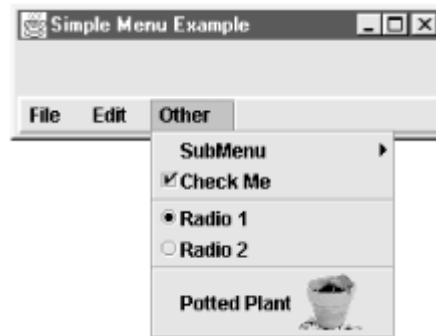 Simple Menu Example
File Edit Other
SubMenu
Check Me
Radio 1
Radio 2
Potted Plant